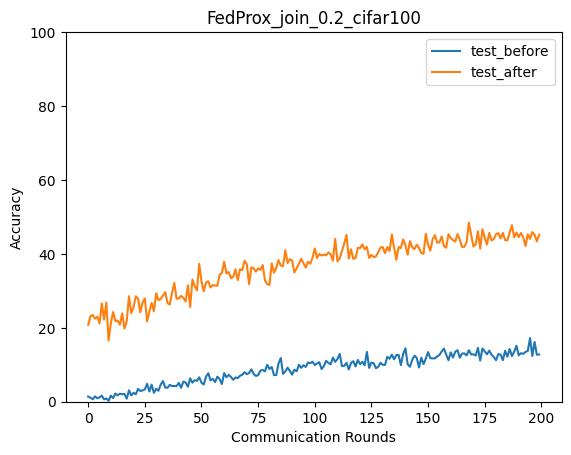 FedProx_join_0.2_cifar100
test_before
test_after
Accuracy
100
80
60
40
20
0
0 25 50 75 100 125 150 175 200
Communication Rounds